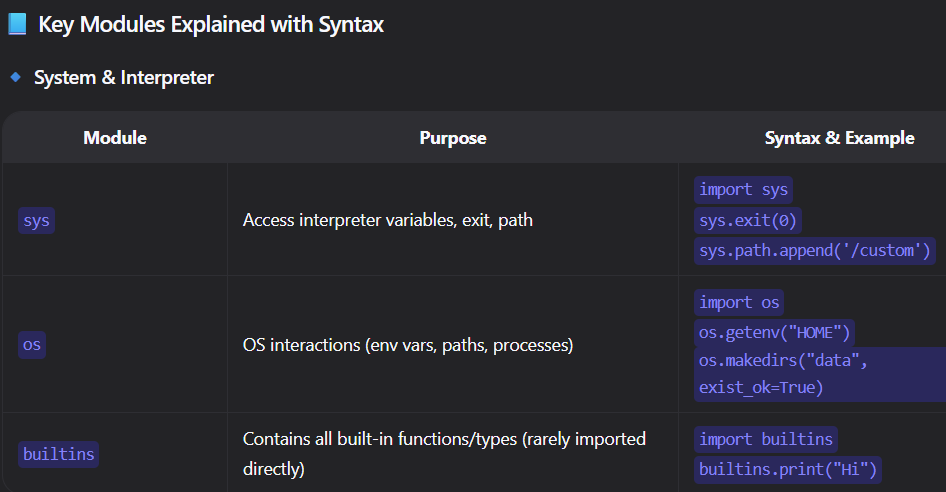 📘 Key Modules Explained with Syntax
🔹 System & Interpreter
Module Purpose Syntax & Example
sys
Access interpreter variables, exit, path
import sys
sys.exit(0)
sys.path.append('/custom')
os
OS interactions (env vars, paths, processes)
import os
os.getenv("HOME")
os.makedirs("data",
exist_ok=True)
builtins
Contains all built-in functions/types (rarely imported
directly)
import builtins
builtins.print("Hi")